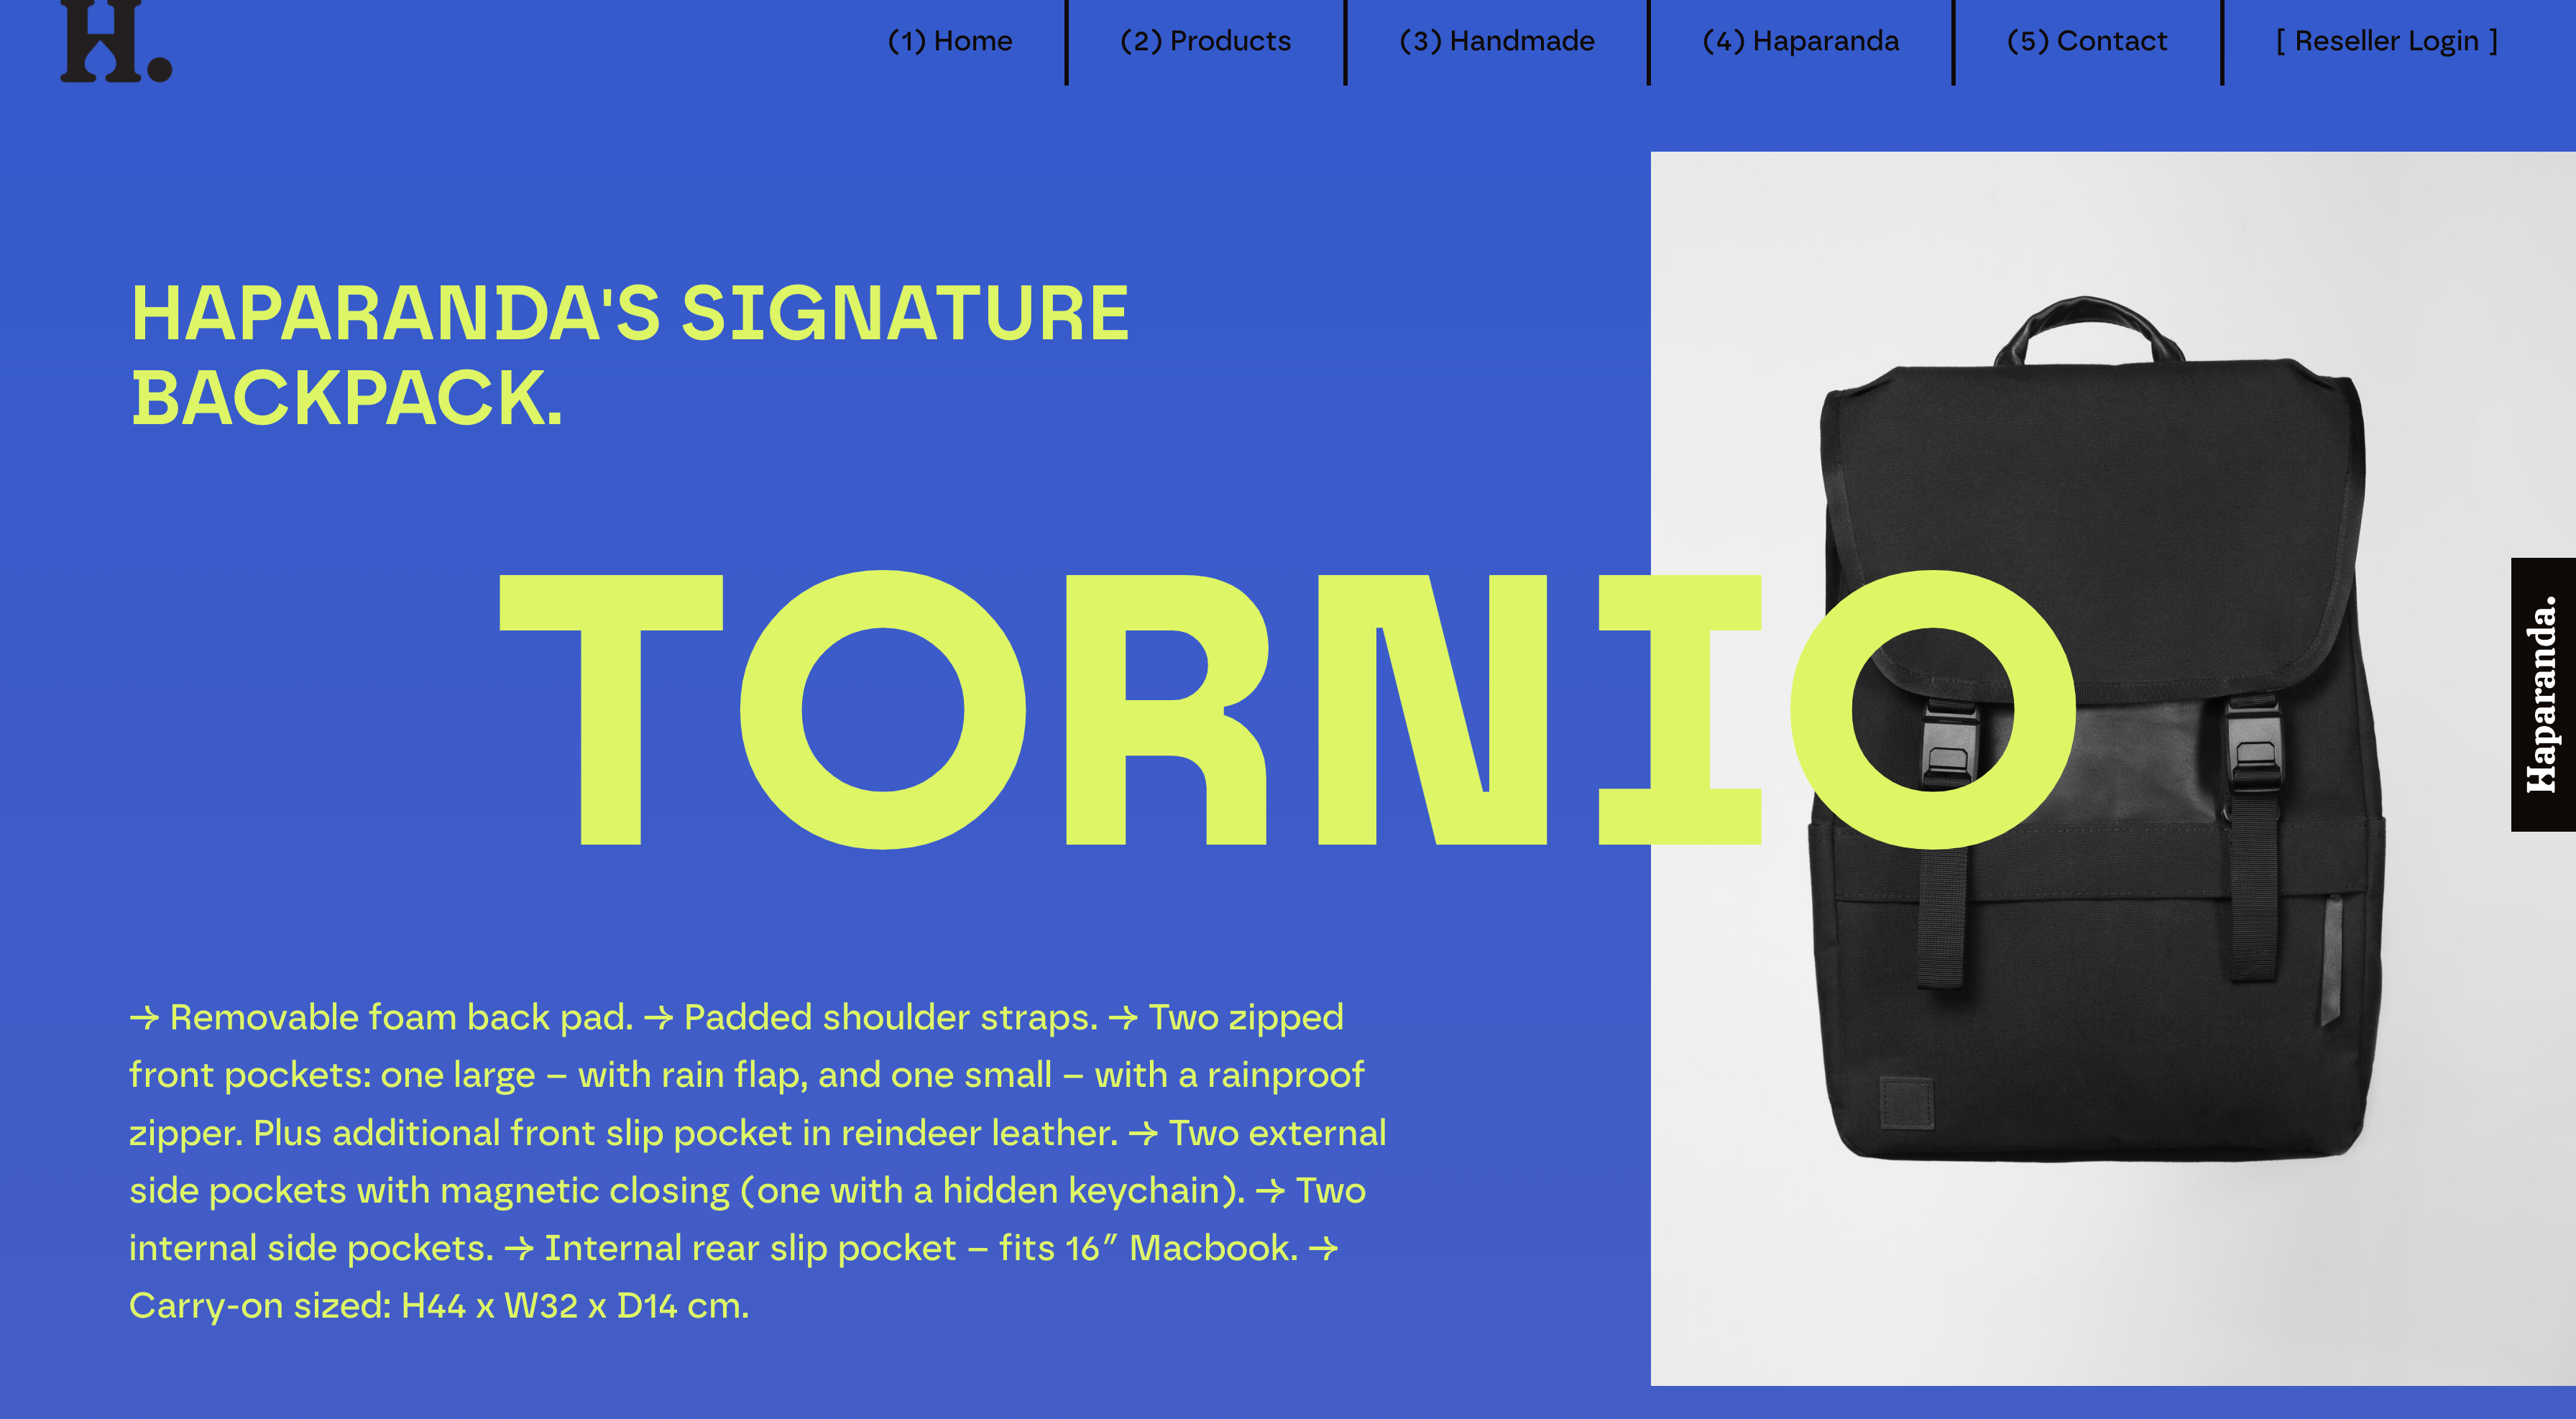 H.
(1) Home
(2) Products
(3) Handmade
(4) Haparanda
(5) Contact
[ Reseller Login ]
HAPARANDA'S SIGNATURE
BACKPACK.
TORNIO
Haparanda.
→ Removable foam back pad. → Padded shoulder straps. → Two zipped
front pockets: one large – with rain flap, and one small – with a rainproof
zipper. Plus additional front slip pocket in reindeer leather. → Two external
side pockets with magnetic closing (one with a hidden keychain). → Two
internal side pockets. → Internal rear slip pocket – fits 16″ Macbook. →
Carry-on sized: H44 x W32 x D14 cm.